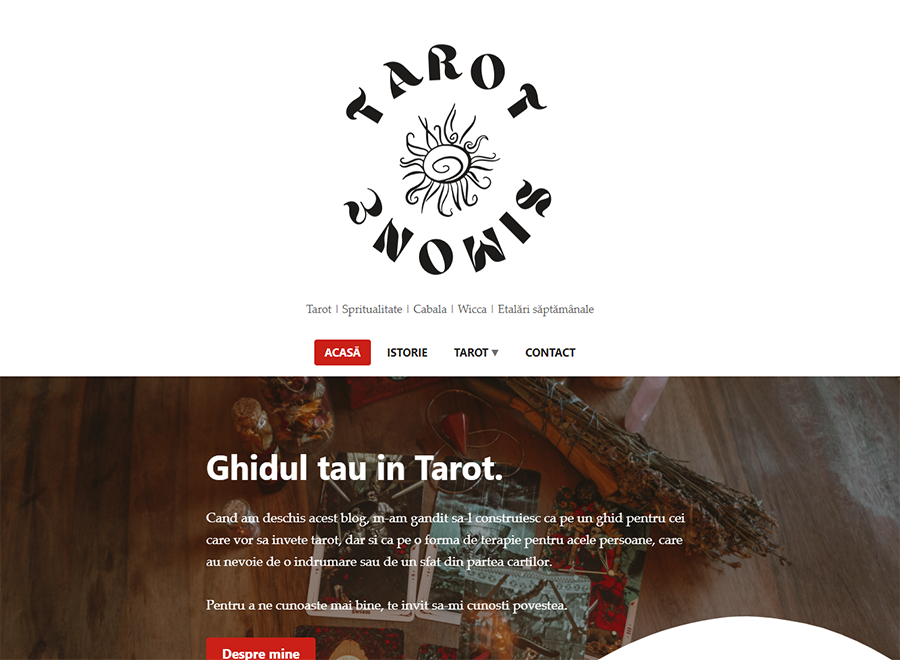 TAROT
SIMONE
Tarot | Spritualitate | Cabala | Wicca | Etalări săptămânale
ACASĂ ISTORIE TAROT ▾ CONTACT
Ghidul tau in Tarot.
Cand am deschis acest blog, m-am gandit sa-l construiesc ca pe un ghid pentru cei
care vor sa invete tarot, dar si ca pe o forma de terapie pentru acele persoane, care
au nevoie de o indrumare sau de un sfat din partea cartilor.
Pentru a ne cunoaste mai bine, te invit sa-mi cunosti povestea.
Despre mine